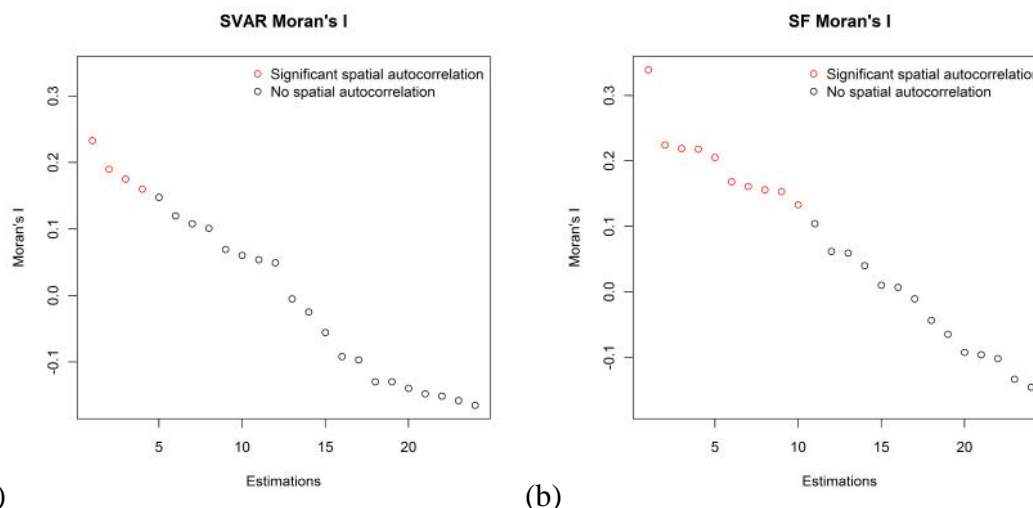 SVAR Moran's I
Significant spatial autocorrelation
No spatial autocorrelation
Moran's I
0.3
0.2
0.1
0.0
-0.1
5 10 15 20
Estimations
)
SF Moran's I
Significant spatial autocorrelation
No spatial autocorrelation
Moran's I
0.3
0.2
0.1
0.0
-0.1
5 10 15 20
Estimations
(b)